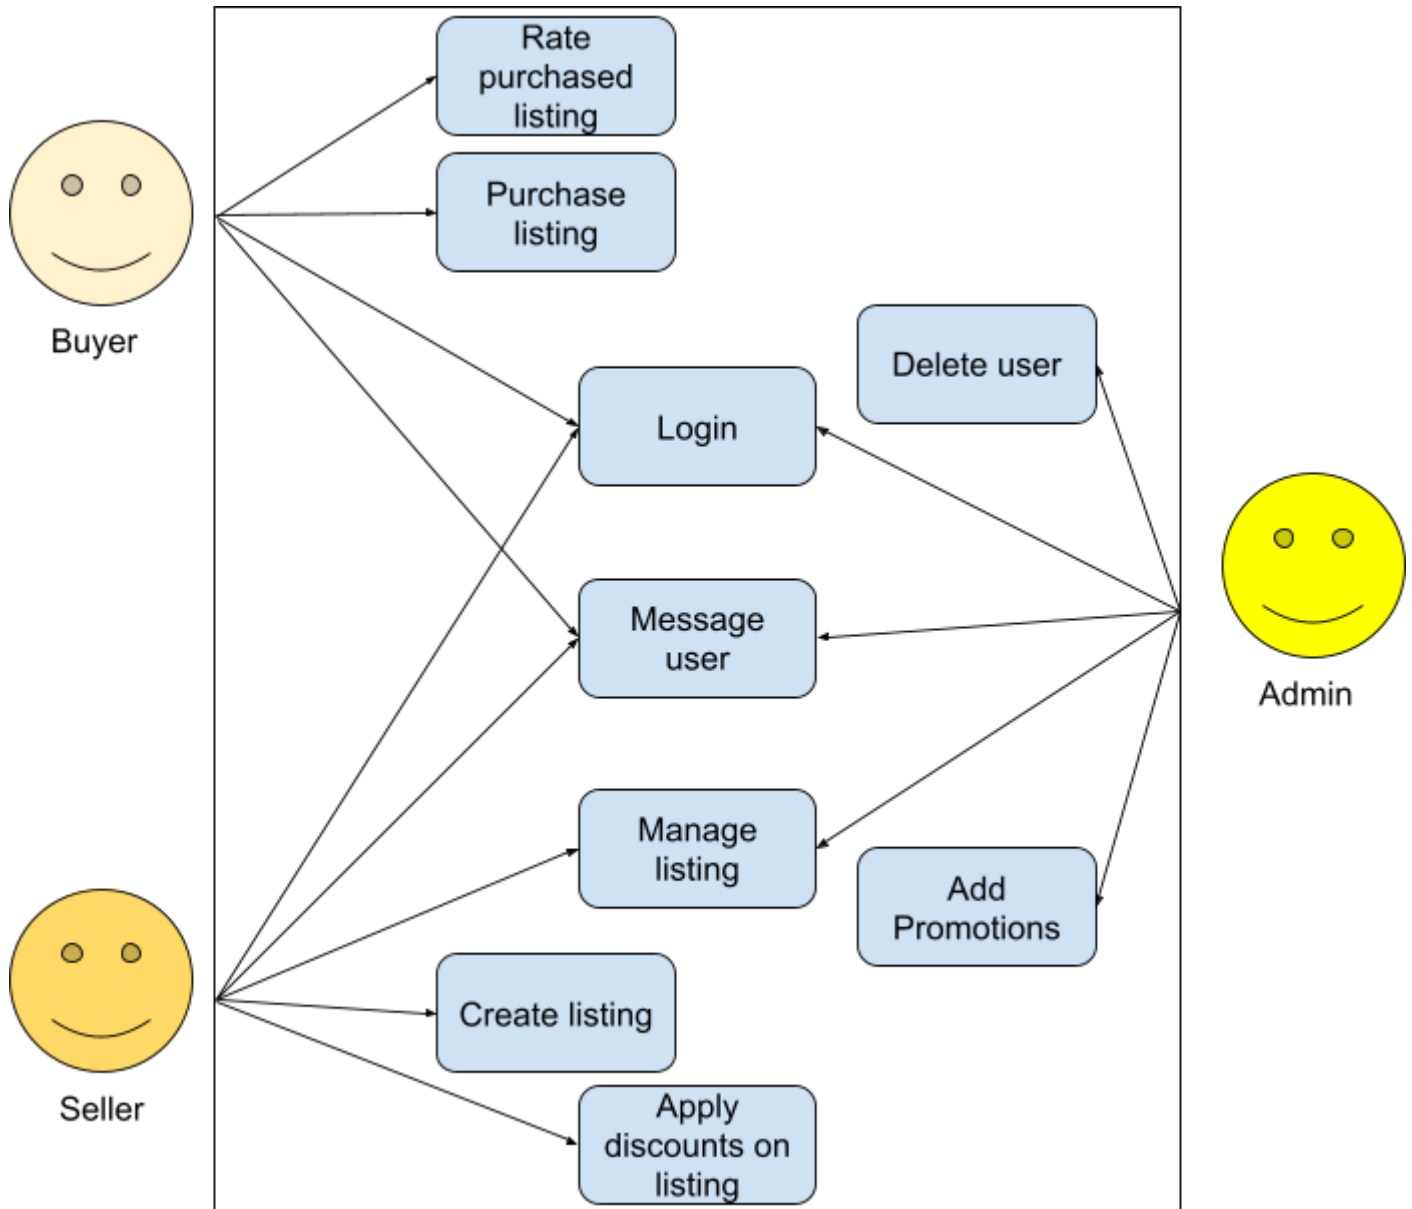 Rate
purchased
listing
Purchase
listing
Buyer
Delete user
Login
Message
user
Admin
Manage
listing
Add
Promotions
Create listing
Seller
Apply
discounts on
listing